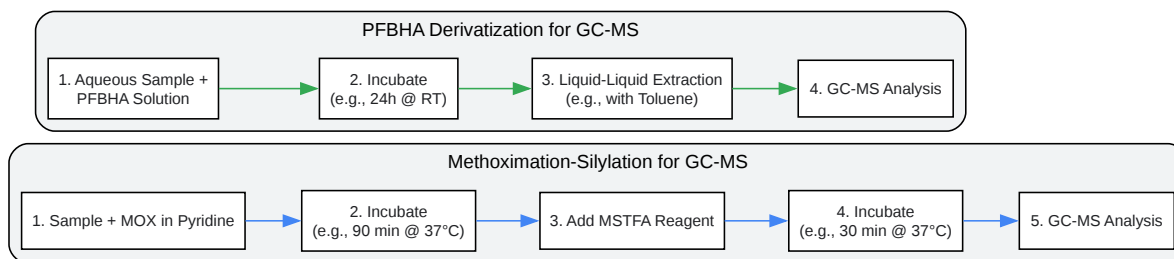 PFBHA Derivatization for GC-MS
1. Aqueous Sample +
PFBHA Solution
2. Incubate
(e.g., 24h @ RT)
3. Liquid-Liquid Extraction
(e.g., with Toluene)
4. GC-MS Analysis
Methoximation-Silylation for GC-MS
1. Sample + MOX in Pyridine
2. Incubate
(e.g., 90 min @ 37°C)
3. Add MSTFA Reagent
4. Incubate
(e.g., 30 min @ 37°C)
5. GC-MS Analysis